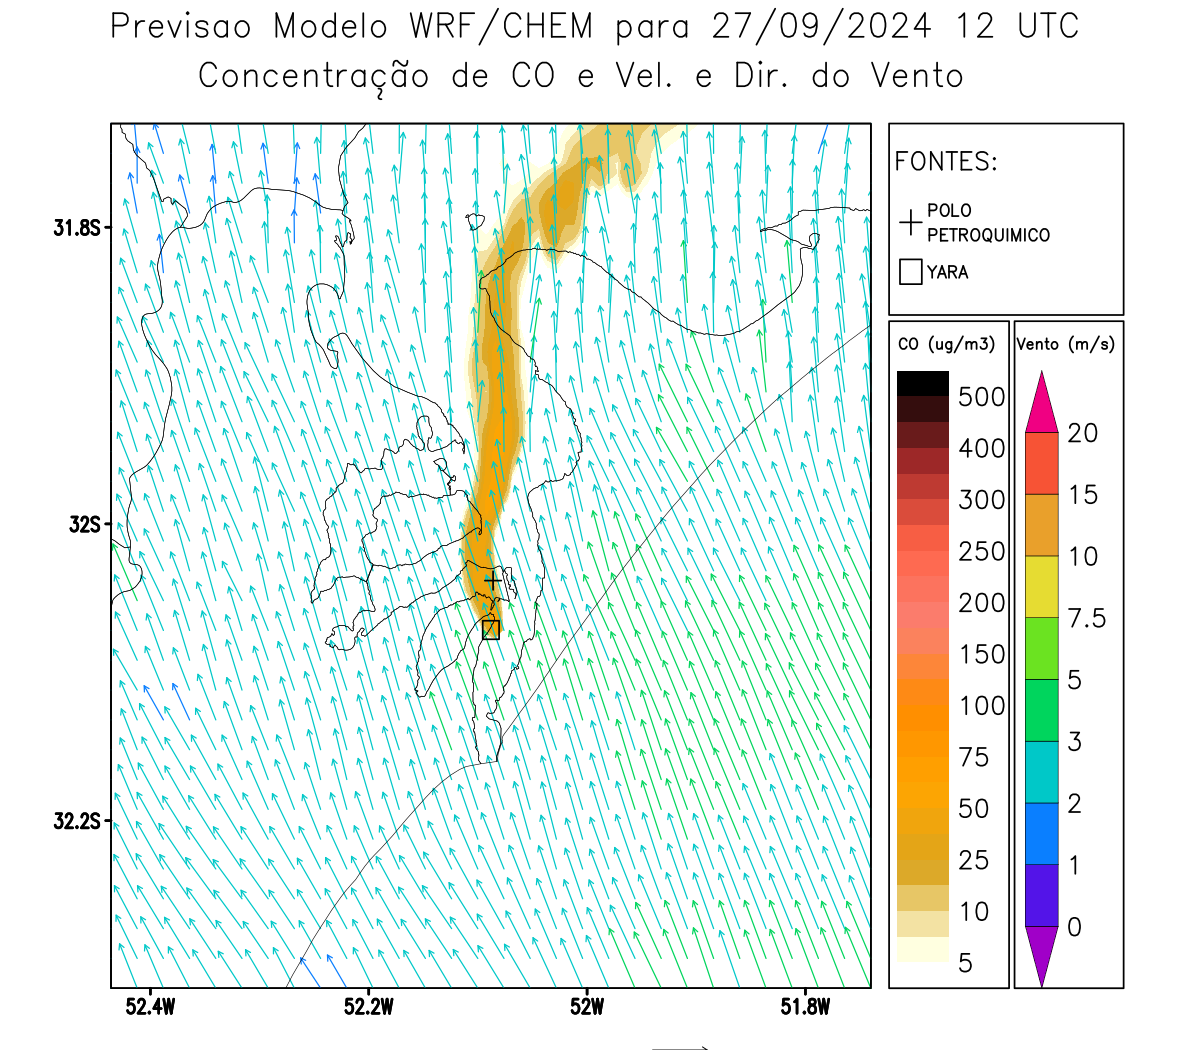 Previsao Modelo WRF/CHEM para 27/09/2024 12 UTC
Concentração de CO e Vel. e Dir. do Vento
FONTES:
POLO
PETROQUIMICO
YARA
CO (ug/m3)
500
400
300
250
200
150
100
75
50
25
10
5
Vento (m/s)
20
15
10
7.5
5
3
2
1
0
31.8S
32S
32.2S
52.4W
52.2W
52W
51.8W